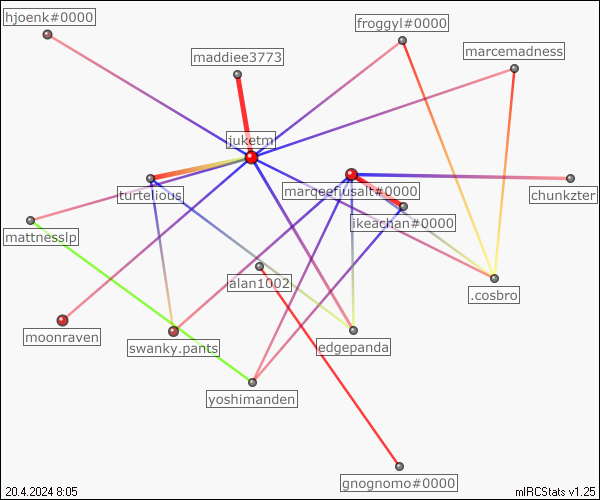 hjoenk#0000
froggyl#0000
maddiee3773
marcemadness
juketm
turtelious
marqeefjusalt#0000
chunkzter
ikeachan#0000
mattnesslp
alan1002
.cosbro
moonraven
swanky.pants
edgepanda
yoshimanden
gnognomo#0000
20.4.2024 8:05
mIRCStats v1.25